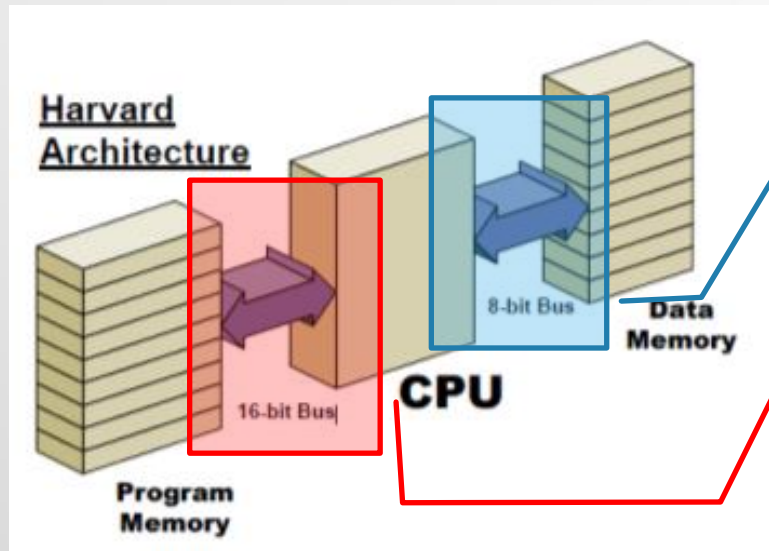 Harvard
Architecture
8-bit Bus
Data
Memory
CPU
16-bit Bus
Program
Memory